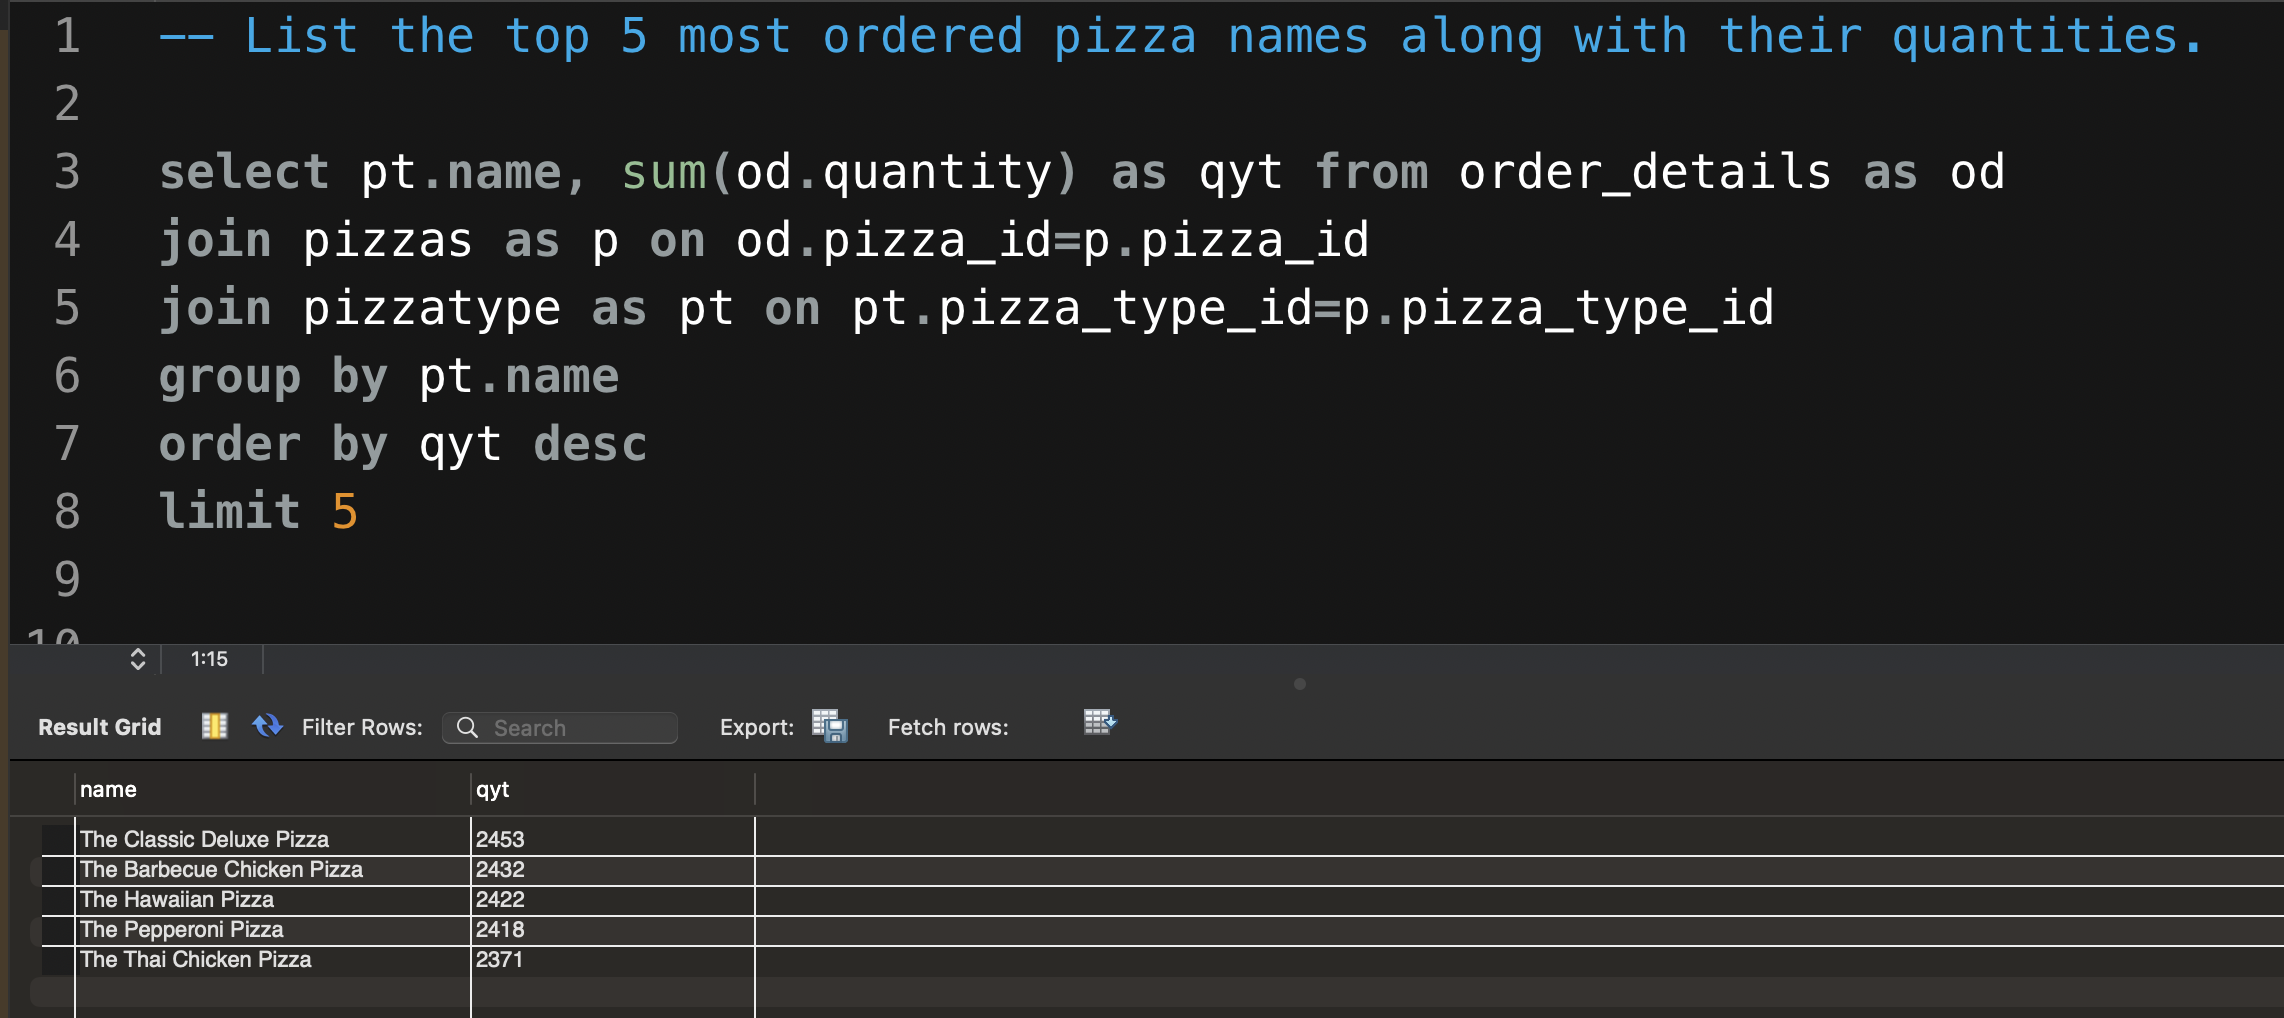 1 -- List the top 5 most ordered pizza names along with their quantities.
2
3 select pt.name, sum(od.quantity) as qyt from order_details as od
4 join pizzas as p on od.pizza_id=p.pizza_id
5 join pizzatype as pt on pt.pizza_type_id=p.pizza_type_id
6 group by pt.name
7 order by qyt desc
8 limit 5
9
10
1:15
Result Grid Filter Rows: Search Export: Fetch rows:
name qyt
The Classic Deluxe Pizza 2453
The Barbecue Chicken Pizza 2432
The Hawaiian Pizza 2422
The Pepperoni Pizza 2418
The Thai Chicken Pizza 2371